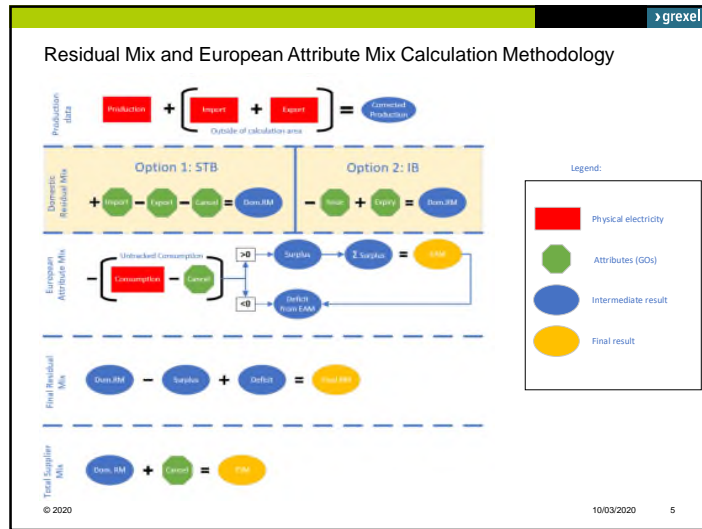 ›grexel
Residual Mix and European Attribute Mix Calculation Methodology
Production data
Production + ( Import + Export ) = Corrected Production
Outside of calculation area
Domestic Residual Mix
Option 1: STB
Option 2: IB
+ Import − Export − Cancel = Dom.RM
− Issue + Expiry = Dom.RM
European Attribute Mix
Untracked Consumption
− ( Consumption − Cancel )
>0
Surplus
Σ Surplus
=
EAM
<0
Deficit from EAM
Final Residual Mix
Dom.RM − Surplus + Deficit = Final RM
Total Supplier Mix
Dom. RM + Cancel = TSM
Legend:
Physical electricity
Attributes (GOs)
Intermediate result
Final result
© 2020
10/03/2020
5